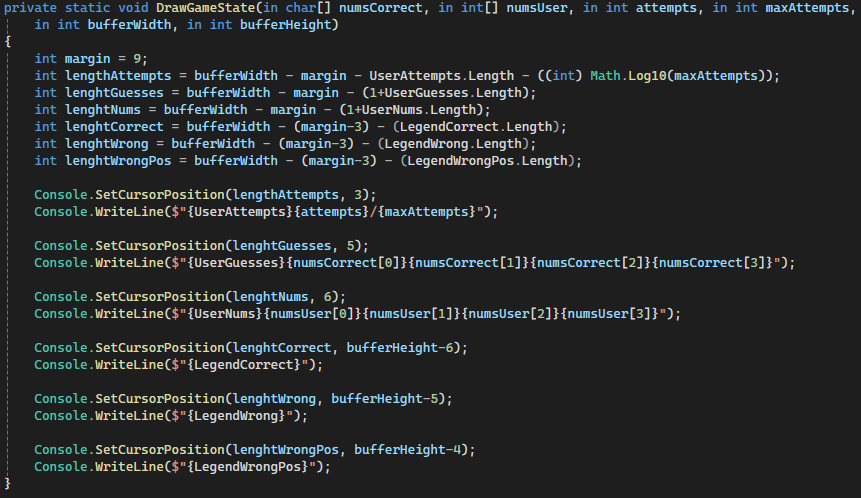 private static void DrawGameState(in char[] numsCorrect, in int[] numsUser, in int attempts, in int maxAttempts,
    in int bufferWidth, in int bufferHeight)
{
    int margin = 9;
    int lengthAttempts = bufferWidth - margin - UserAttempts.Length - ((int) Math.Log10(maxAttempts));
    int lenghtGuesses = bufferWidth - margin - (1+UserGuesses.Length);
    int lenghtNums = bufferWidth - margin - (1+UserNums.Length);
    int lenghtCorrect = bufferWidth - (margin-3) - (LegendCorrect.Length);
    int lenghtWrong = bufferWidth - (margin-3) - (LegendWrong.Length);
    int lenghtWrongPos = bufferWidth - (margin-3) - (LegendWrongPos.Length);

    Console.SetCursorPosition(lengthAttempts, 3);
    Console.WriteLine($"{UserAttempts}{attempts}/{maxAttempts}");

    Console.SetCursorPosition(lenghtGuesses, 5);
    Console.WriteLine($"{UserGuesses}{numsCorrect[0]}{numsCorrect[1]}{numsCorrect[2]}{numsCorrect[3]}");

    Console.SetCursorPosition(lenghtNums, 6);
    Console.WriteLine($"{UserNums}{numsUser[0]}{numsUser[1]}{numsUser[2]}{numsUser[3]}");

    Console.SetCursorPosition(lenghtCorrect, bufferHeight-6);
    Console.WriteLine($"{LegendCorrect}");

    Console.SetCursorPosition(lenghtWrong, bufferHeight-5);
    Console.WriteLine($"{LegendWrong}");

    Console.SetCursorPosition(lenghtWrongPos, bufferHeight-4);
    Console.WriteLine($"{LegendWrongPos}");
}